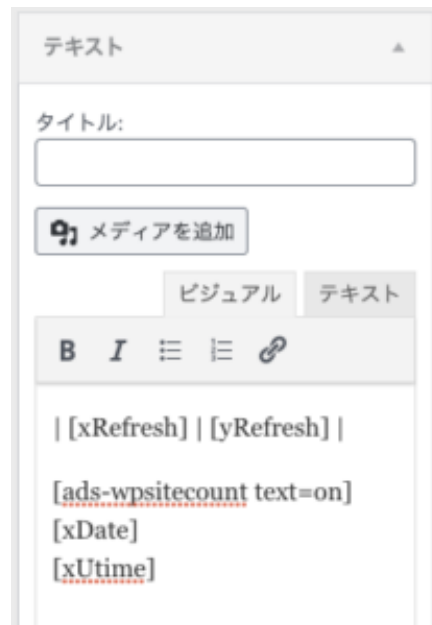 テキスト
タイトル:
メディアを追加
ビジュアル テキスト
B I
| [xRefresh] | [yRefresh] |
[ads-wpsitecount text=on]
[xDate]
[xUtime]